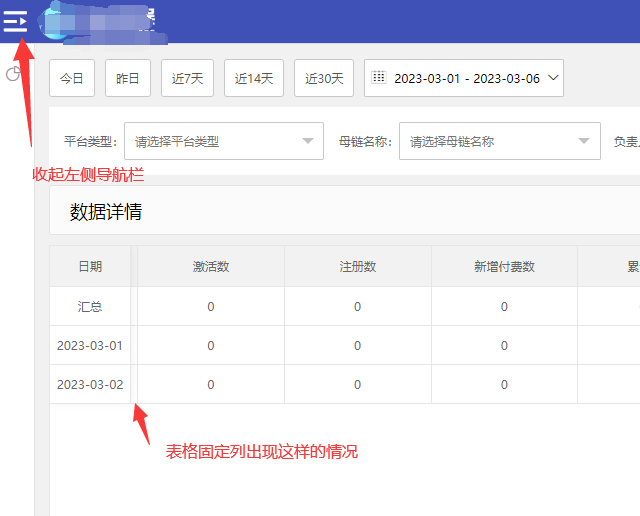 今日 昨日 近7天 近14天 近30天 2023-03-01 - 2023-03-06
平台类型: 请选择平台类型 母链名称: 请选择母链名称 负责
收起左侧导航栏
数据详情
日期 激活数 注册数 新增付费数 累
汇总 0 0 0
2023-03-01 0 0 0
2023-03-02 0 0 0
表格固定列出现这样的情况